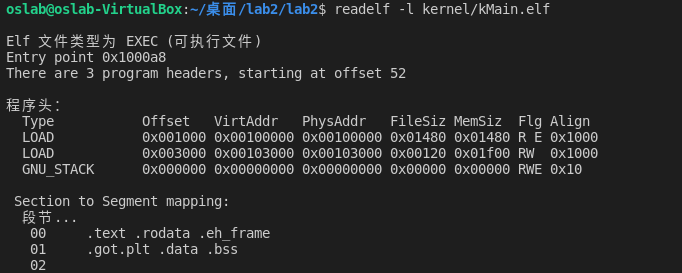 oslab@oslab-VirtualBox:~/桌面/lab2/lab2$ readelf -l kernel/kMain.elf
Elf 文件类型为 EXEC (可执行文件)
Entry point 0x1000a8
There are 3 program headers, starting at offset 52
程序头：
Type Offset VirtAddr PhysAddr FileSiz MemSiz Flg Align
LOAD 0x001000 0x00100000 0x00100000 0x01480 0x01480 R E 0x1000
LOAD 0x003000 0x00103000 0x00103000 0x00120 0x01f00 RW 0x1000
GNU_STACK 0x000000 0x00000000 0x00000000 0x00000 0x00000 RWE 0x10
Section to Segment mapping:
段节...
00 .text .rodata .eh_frame
01 .got.plt .data .bss
02